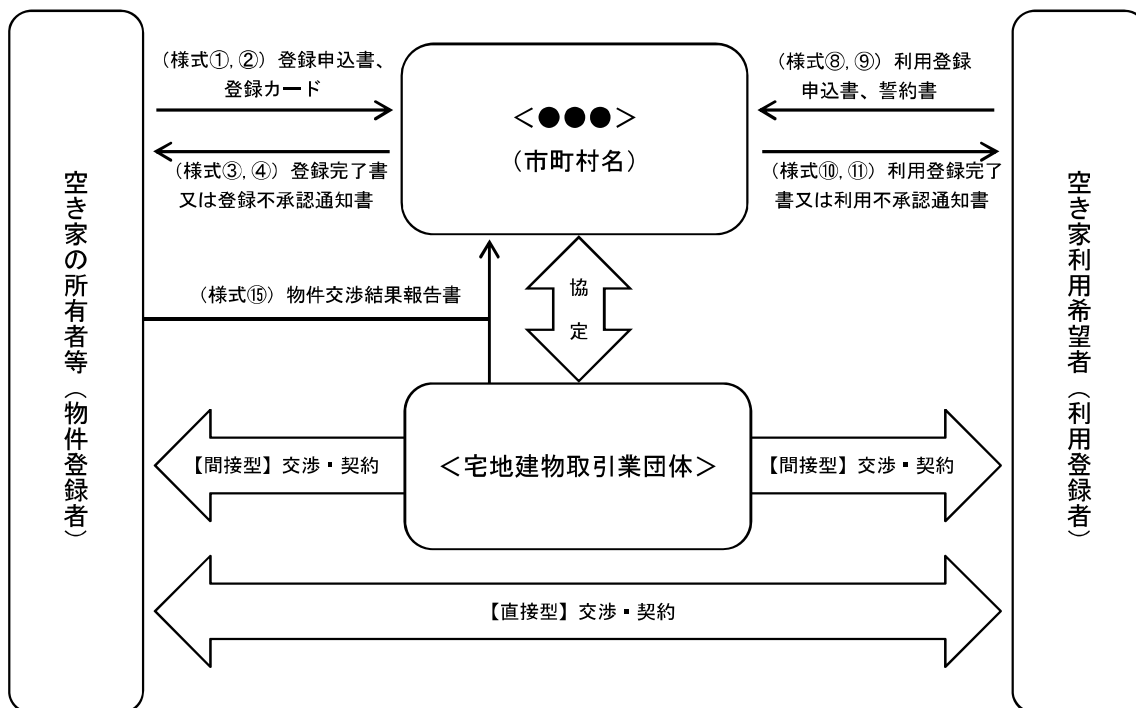 空き家の所有者等（物件登録者）
（様式①，②）登録申込書、
登録カード
（様式③，④）登録完了書
又は登録不承認通知書
＜●●●＞
（市町村名）
（様式⑧，⑨）利用登録
申込書、誓約書
（様式⑩，⑪）利用登録完了
書又は利用不承認通知書
空き家利用希望者（利用登録者）
（様式⑮）物件交渉結果報告書
協
定
【間接型】交渉・契約
＜宅地建物取引業団体＞
【間接型】交渉・契約
【直接型】交渉・契約